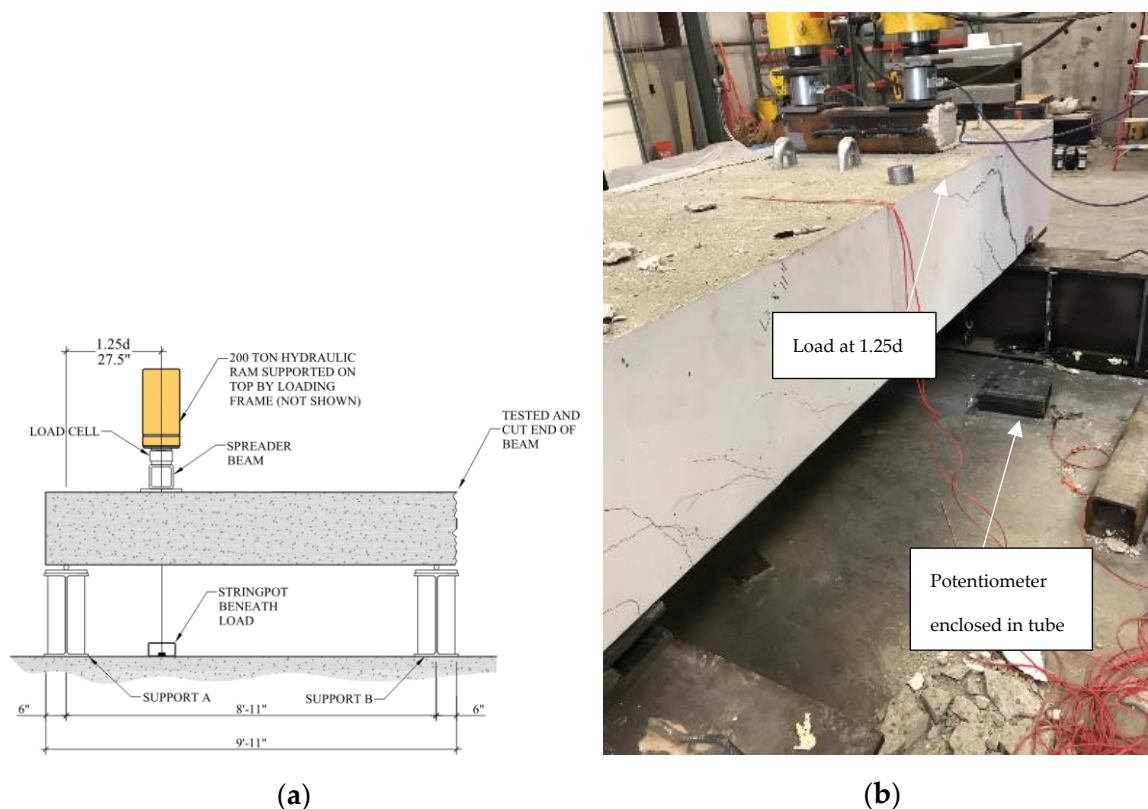 1.25d
27.5"
200 TON HYDRAULIC
RAM SUPPORTED ON
TOP BY LOADING
FRAME (NOT SHOWN)
LOAD CELL
SPREADER
BEAM
TESTED AND
CUT END OF
BEAM
STRINGPOT
BENEATH
LOAD
SUPPORT A
SUPPORT B
6"
8'-11"
6"
9'-11"
(a)
Load at 1.25d
Potentiometer
enclosed in tube
(b)